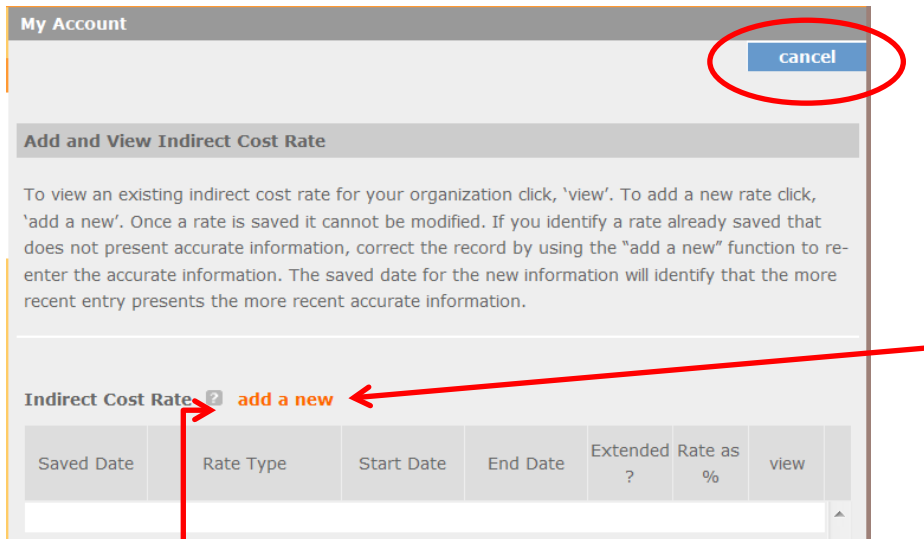 My Account
cancel
Add and View Indirect Cost Rate
To view an existing indirect cost rate for your organization click, ‘view’. To add a new rate click,
‘add a new’. Once a rate is saved it cannot be modified. If you identify a rate already saved that
does not present accurate information, correct the record by using the “add a new” function to re-
enter the accurate information. The saved date for the new information will identify that the more
recent entry presents the more recent accurate information.
Indirect Cost Rate ? add a new
Saved Date Rate Type Start Date End Date Extended ? Rate as % view